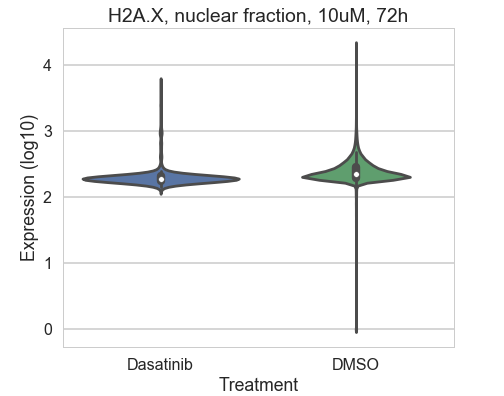 H2A.X, nuclear fraction, 10uM, 72h
Expression (log10)
4
3
2
1
0
Dasatinib DMSO
Treatment